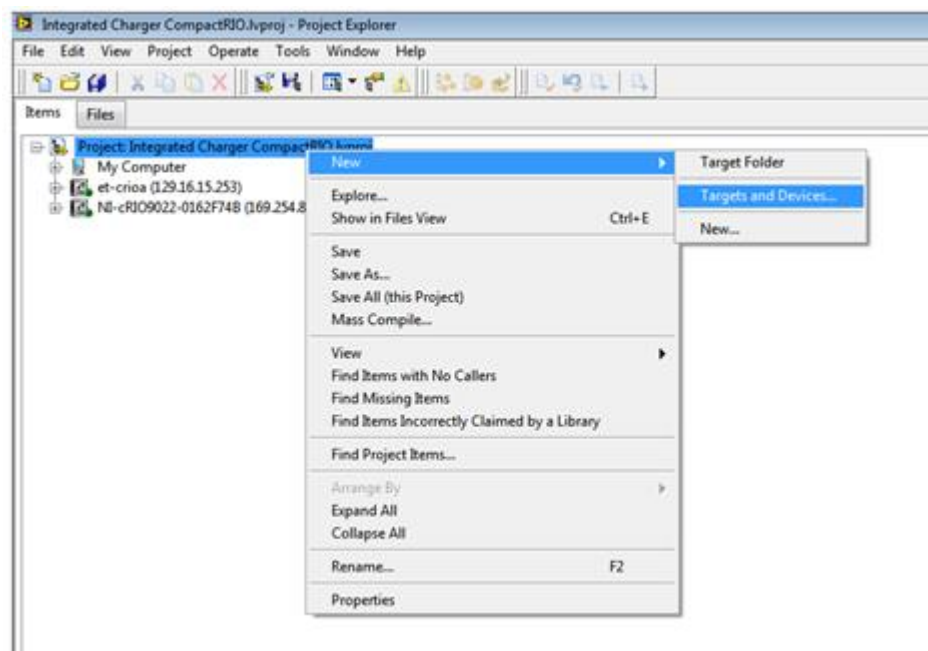 Integrated Charger CompactRIO.lvproj - Project Explorer
File Edit View Project Operate Tools Window Help
Items Files
Project: Integrated Charger CompactRIO.lvproj
My Computer
et-crioa (129.16.15.253)
NI-cRIO9022-0162F74B (169.254.8
New
Explore...
Show in Files View Ctrl+E
Save
Save As...
Save All (this Project)
Mass Compile...
View
Find Items with No Callers
Find Missing Items
Find Items Incorrectly Claimed by a Library
Find Project Items...
Arrange By
Expand All
Collapse All
Rename... F2
Properties
Target Folder
Targets and Devices...
New...